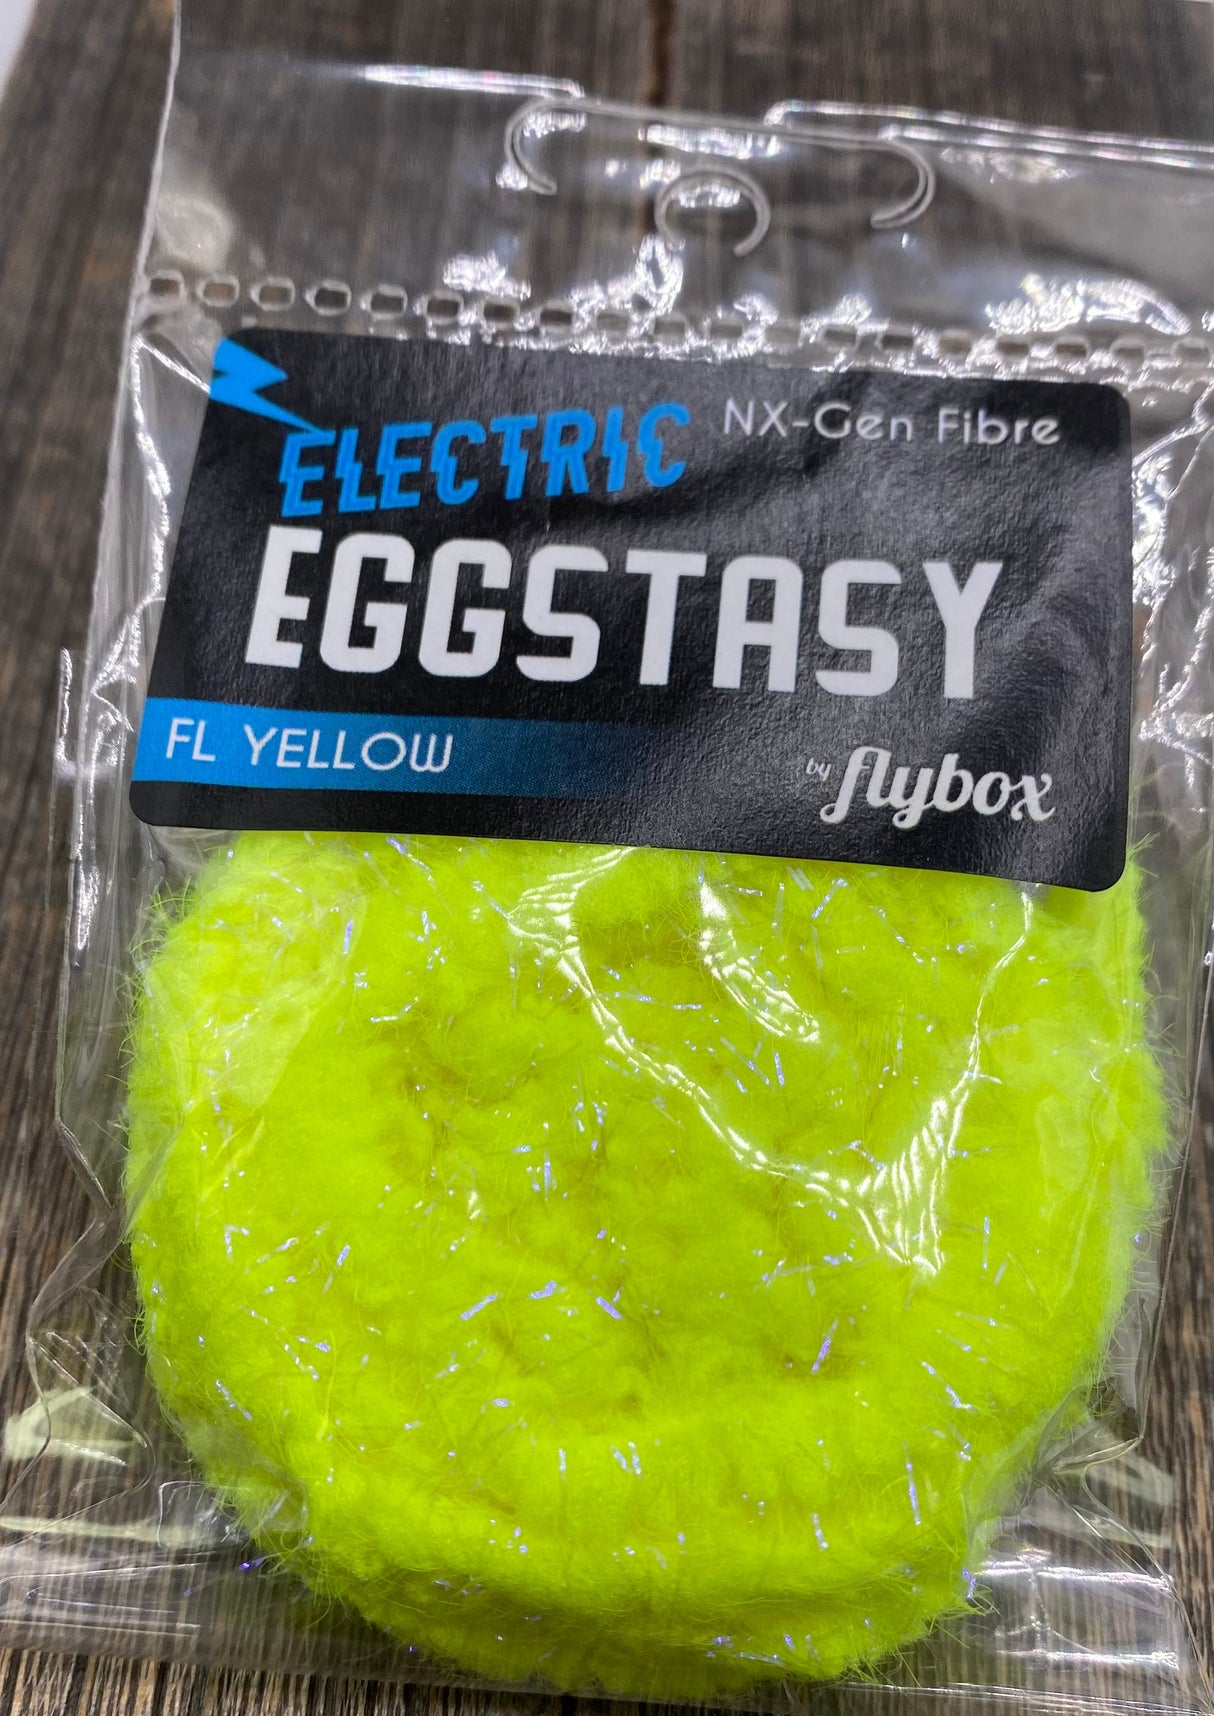 ELECTRIC
NX-Gen Fibre
EGGSTASY
FL YELLOW
by flybox